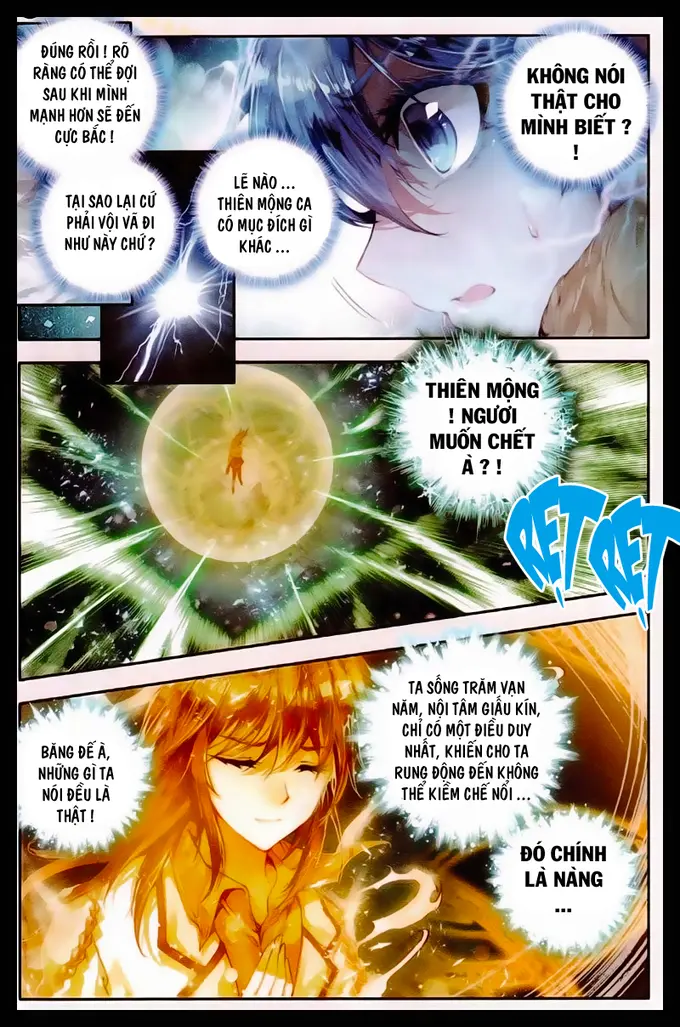 ĐÚNG RỒI ! RÕ
RÀNG CÓ THỂ ĐỢI
SAU KHI MÌNH
MẠNH HƠN SẼ ĐẾN
CỰC BẮC !
KHÔNG NÓI
THẬT CHO
MÌNH BIẾT ?
!
TẠI SAO LẠI CỨ
PHẢI VỘI VÃ ĐI
NHƯ NÀY CHỨ ?
LẼ NÀO ...
THIÊN MỘNG CA
CÓ MỤC ĐÍCH GÌ
KHÁC ...
THIÊN MỘNG
! NGƯƠI
MUỐN CHẾT
À ? !
RẸT RẸT
TA SỐNG TRĂM VẠN
NĂM, NỘI TÂM GIẤU KÍN,
CHỈ CÓ MỘT ĐIỀU DUY
NHẤT, KHIẾN CHO TA
RUNG ĐỘNG ĐẾN KHÔNG
THỂ KIỀM CHẾ NỔI ...
BĂNG ĐẾ À,
NHỮNG GÌ TA
NÓI ĐỀU LÀ
THẬT !
ĐÓ CHÍNH
LÀ NÀNG
...